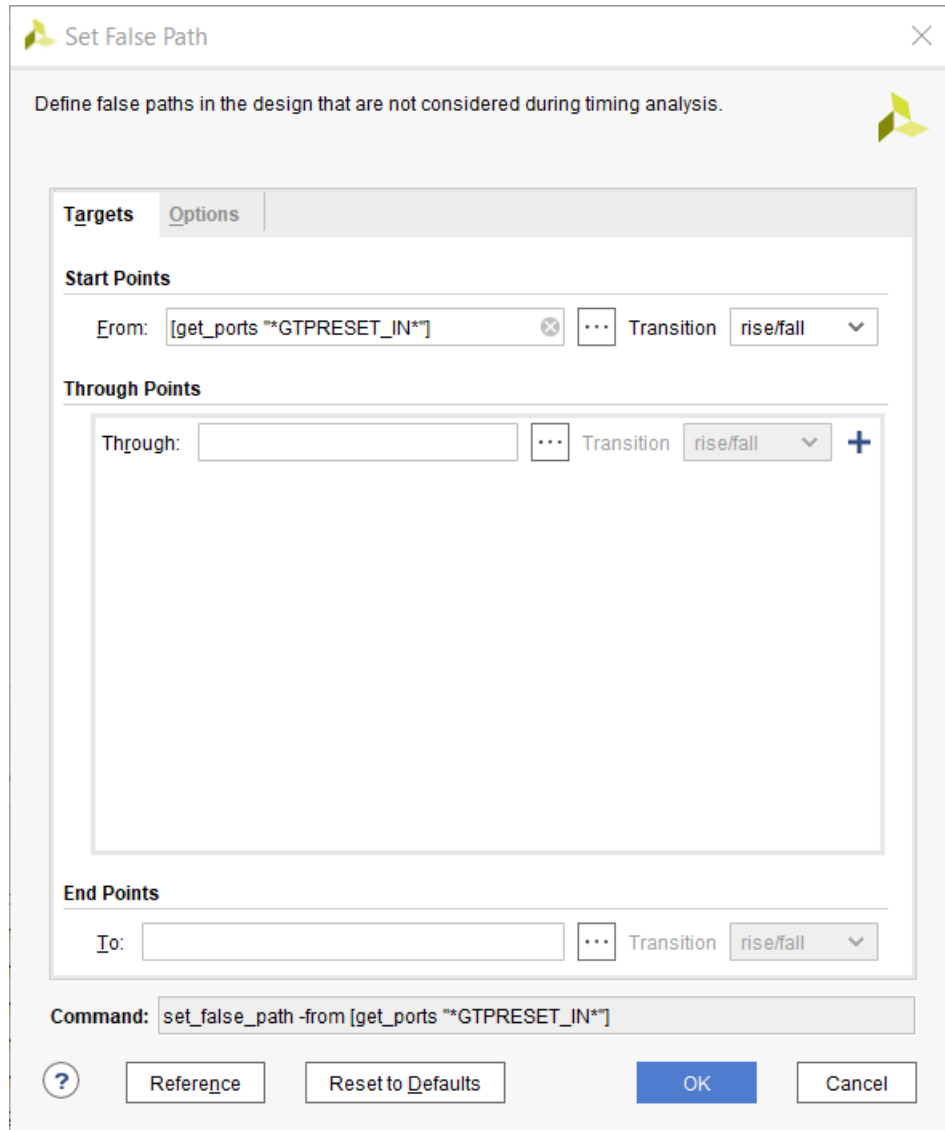 Set False Path
Define false paths in the design that are not considered during timing analysis.
Targets Options
Start Points
From: [get_ports "*GTPRESET_IN*"] ··· Transition rise/fall
Through Points
Through: ··· Transition rise/fall +
End Points
To: ··· Transition rise/fall
Command: set_false_path -from [get_ports "*GTPRESET_IN*"]
? Reference Reset to Defaults OK Cancel